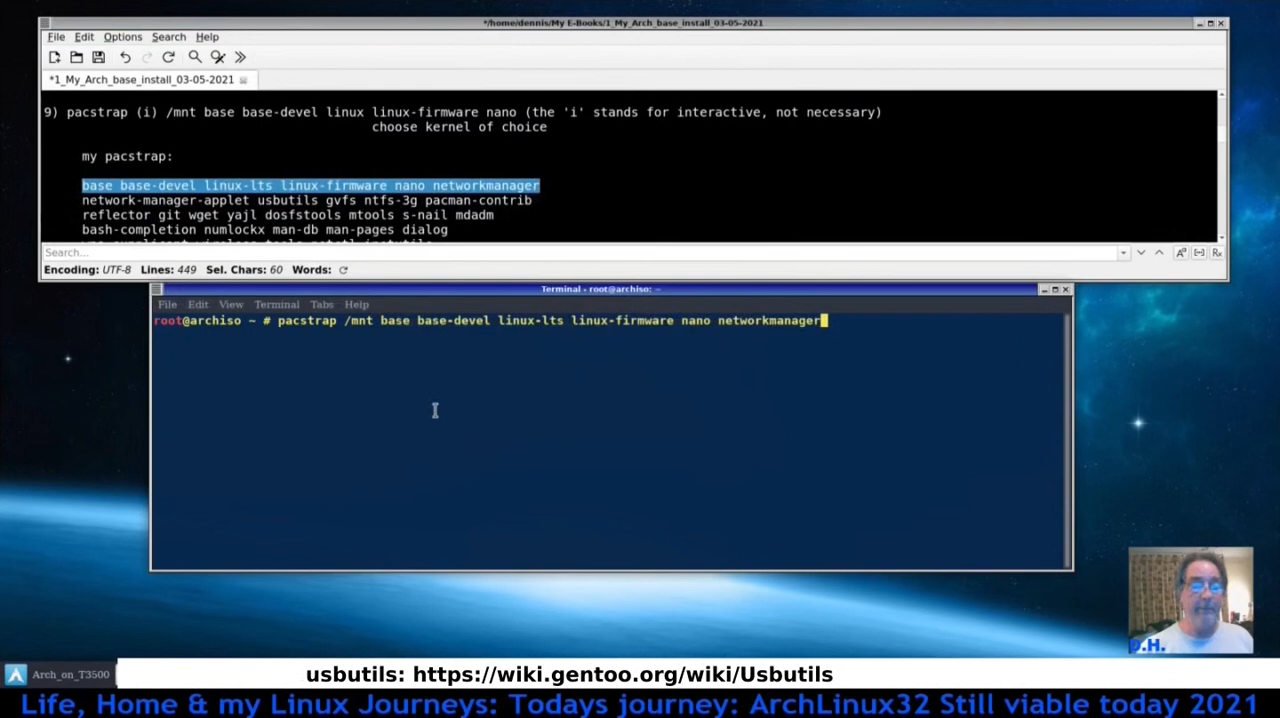 */home/dennis/My E-Books/1_My_Arch_base_install_03-05-2021
File Edit Options Search Help
*1_My_Arch_base_install_03-05-2021
9) pacstrap (i) /mnt base base-devel linux linux-firmware nano (the 'i' stands for interactive, not necessary)
choose kernel of choice
my pacstrap:
base base-devel linux-lts linux-firmware nano networkmanager
network-manager-applet usbutils gvfs ntfs-3g pacman-contrib
reflector git wget yajl dosfstools mtools s-nail mdadm
bash-completion numlockx man-db man-pages dialog
Search...
Encoding: UTF-8 Lines: 449 Sel. Chars: 60 Words:
Terminal - root@archiso: ~
File Edit View Terminal Tabs Help
root@archiso ~ # pacstrap /mnt base base-devel linux-lts linux-firmware nano networkmanager
D.H.
Arch_on_T3500
usbutils: https://wiki.gentoo.org/wiki/Usbutils
Life, Home & my Linux Journeys: Todays journey: ArchLinux32 Still viable today 2021